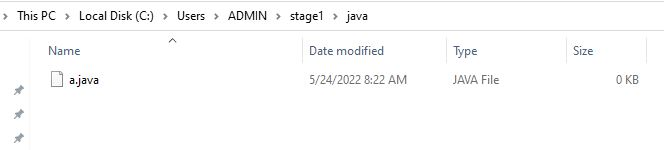 This PC > Local Disk (C:) > Users > ADMIN > stage1 > java
Name Date modified Type Size
a.java 5/24/2022 8:22 AM JAVA File 0 KB